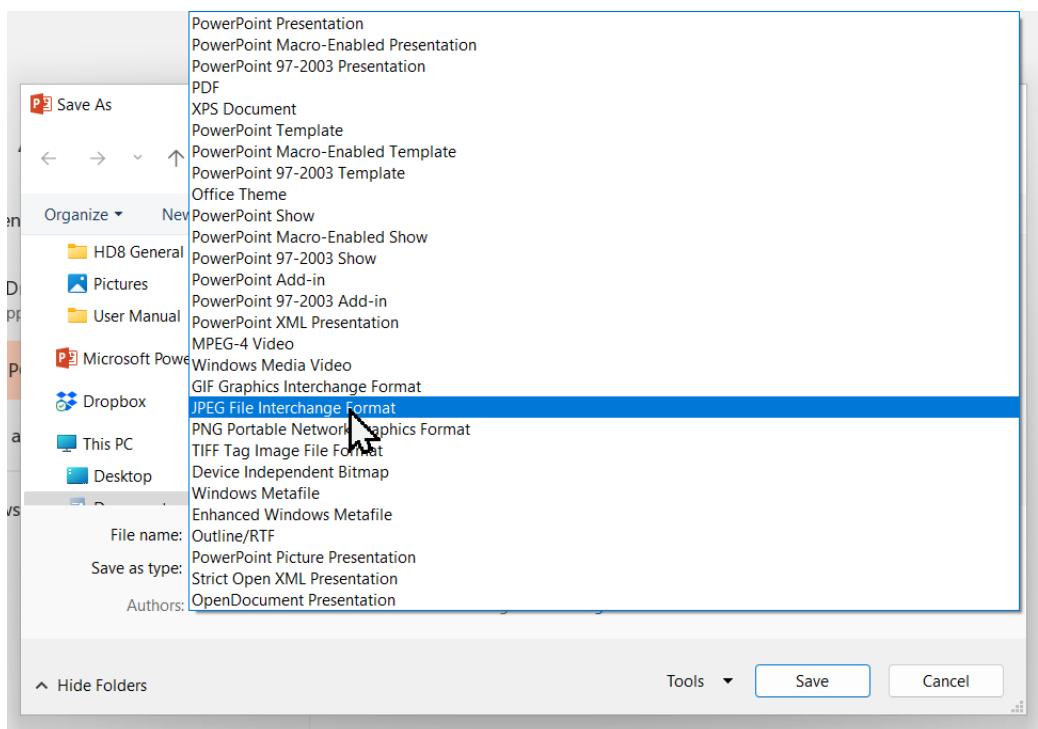 PowerPoint Presentation
PowerPoint Macro-Enabled Presentation
PowerPoint 97-2003 Presentation
PDF
Save As
XPS Document
PowerPoint Template
PowerPoint Macro-Enabled Template
PowerPoint 97-2003 Template
Office Theme
Organize
PowerPoint Show
PowerPoint Macro-Enabled Show
HD8 General
PowerPoint 97-2003 Show
PowerPoint Add-in
Pictures
PowerPoint 97-2003 Add-in
User Manual
PowerPoint XML Presentation
MPEG-4 Video
Microsoft Powe
Windows Media Video
GIF Graphics Interchange Format
Dropbox
JPEG File Interchange Format
PNG Portable Network Graphics Format
This PC
TIFF Tag Image File Format
Desktop
Device Independent Bitmap
Windows Metafile
Enhanced Windows Metafile
File name:
Outline/RTF
PowerPoint Picture Presentation
Save as type:
Strict Open XML Presentation
Authors:
OpenDocument Presentation
Hide Folders
Tools
Save
Cancel